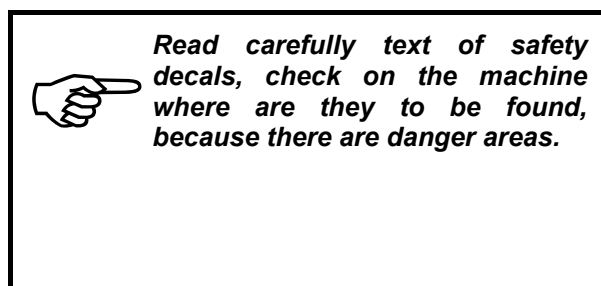 Read carefully text of safety
decals, check on the machine
where are they to be found,
because there are danger areas.